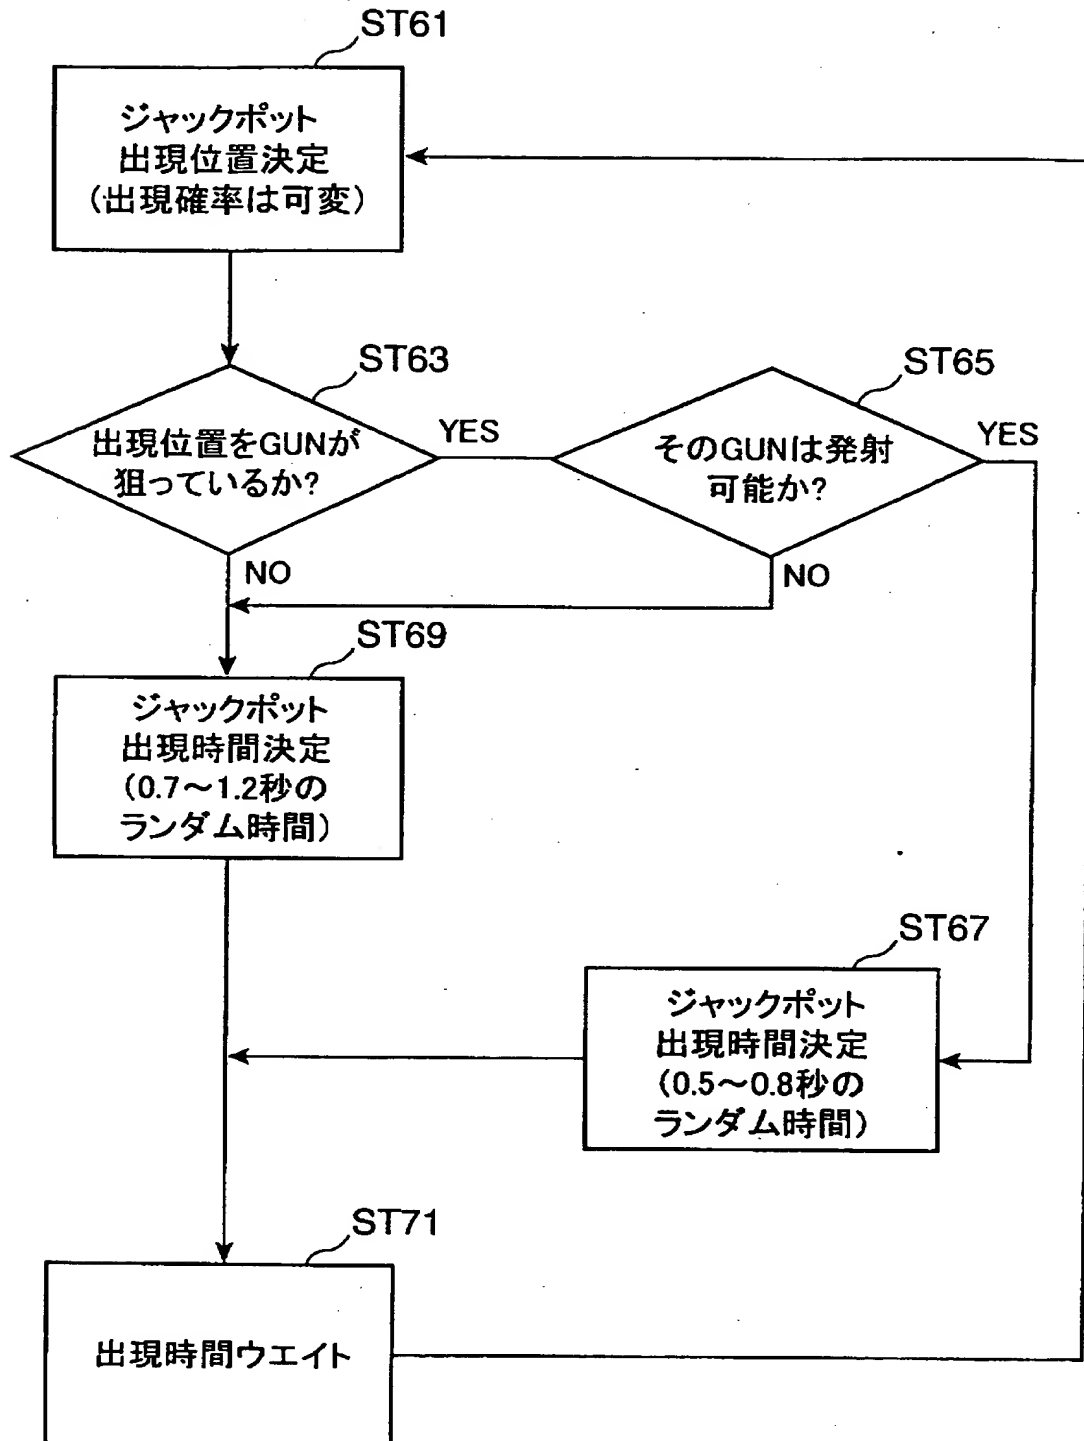 ST61
ジャックポット
出現位置決定
(出現確率は可変)
ST63
出現位置をGUNが
狙っているか?
YES
NO
ST65
そのGUNは発射
可能か?
YES
NO
ST69
ジャックポット
出現時間決定
(0.7～1.2秒の
ランダム時間)
ST67
ジャックポット
出現時間決定
(0.5～0.8秒の
ランダム時間)
ST71
出現時間ウエイト